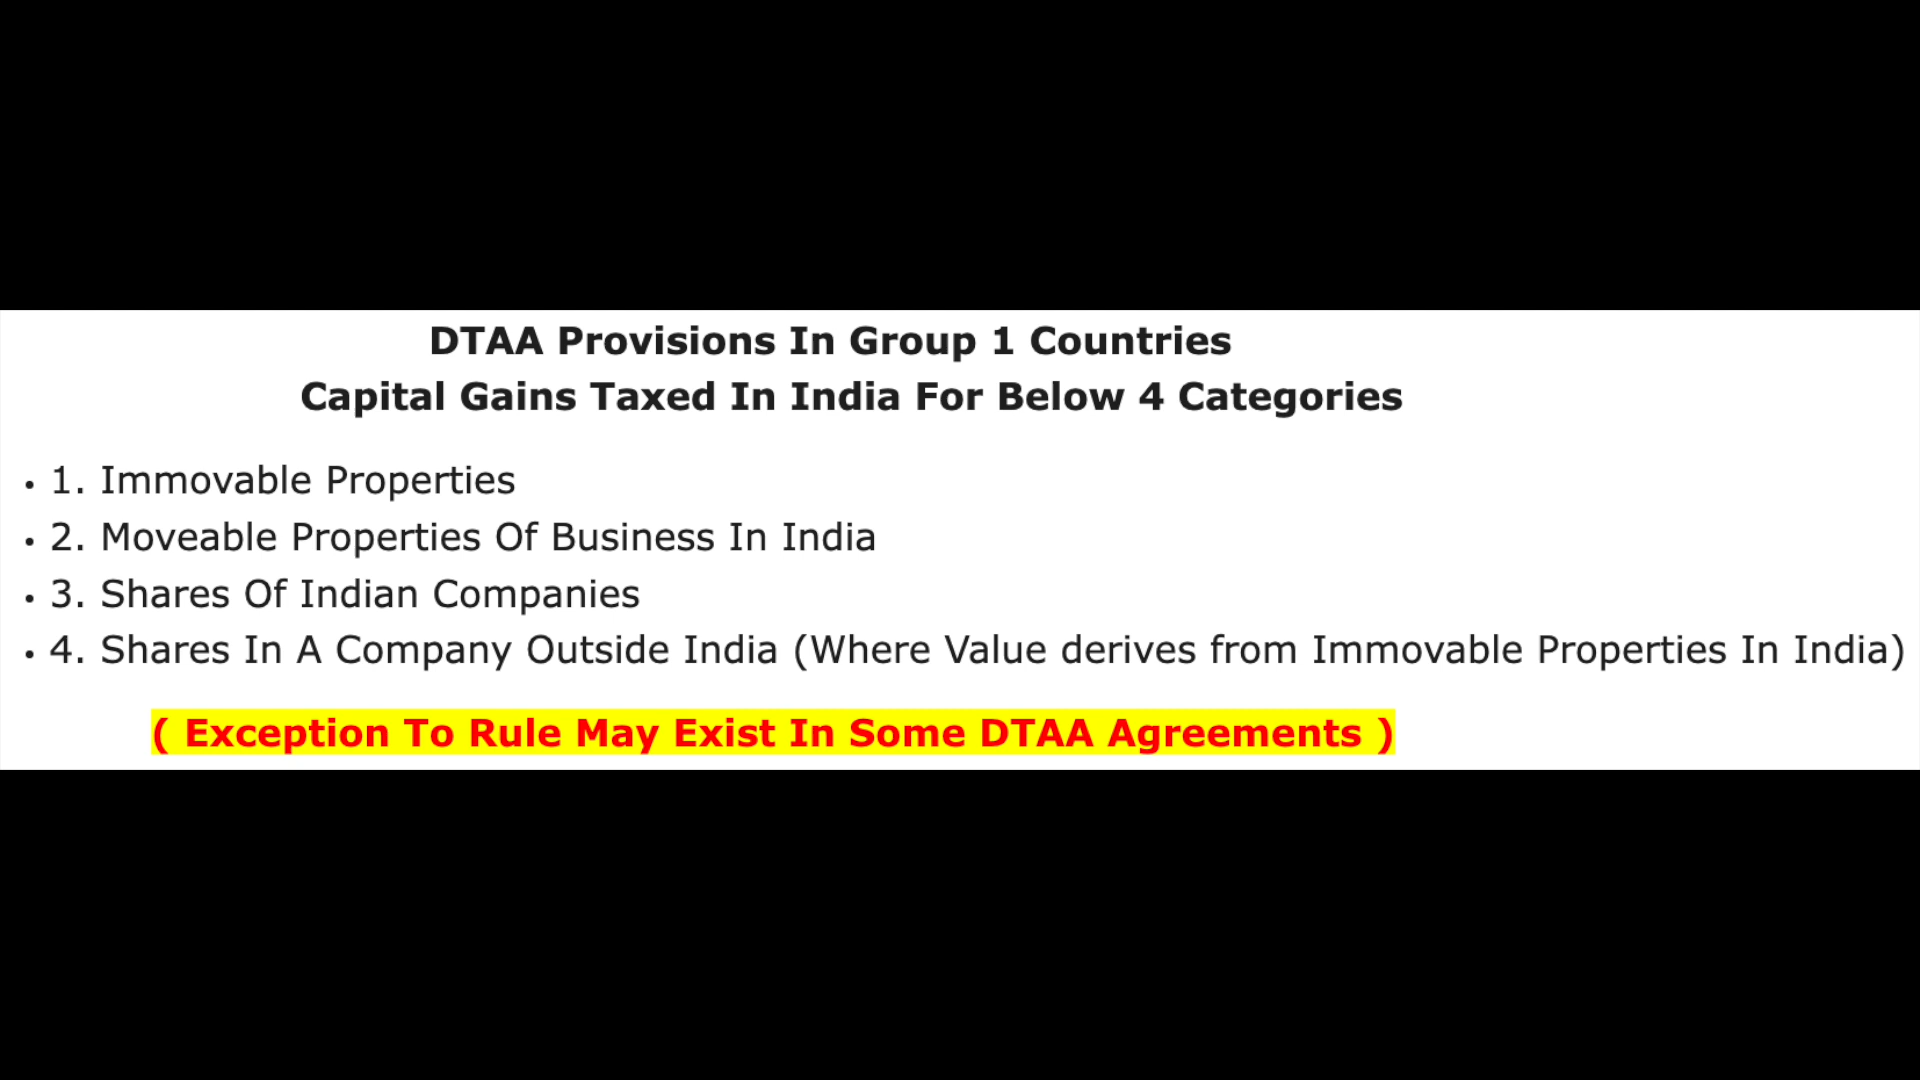 DTAA Provisions In Group 1 Countries
Capital Gains Taxed In India For Below 4 Categories
• 1. Immovable Properties
• 2. Moveable Properties Of Business In India
• 3. Shares Of Indian Companies
• 4. Shares In A Company Outside India (Where Value derives from Immovable Properties In India)
( Exception To Rule May Exist In Some DTAA Agreements )